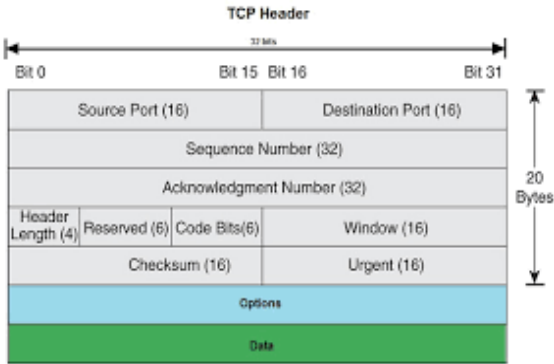 TCP Header
32 bits
Bit 0 Bit 15 Bit 16 Bit 31
Source Port (16) Destination Port (16)
Sequence Number (32)
Acknowledgment Number (32)
20
Bytes
Header
Length (4) Reserved (6) Code Bits(6) Window (16)
Checksum (16) Urgent (16)
Options
Data